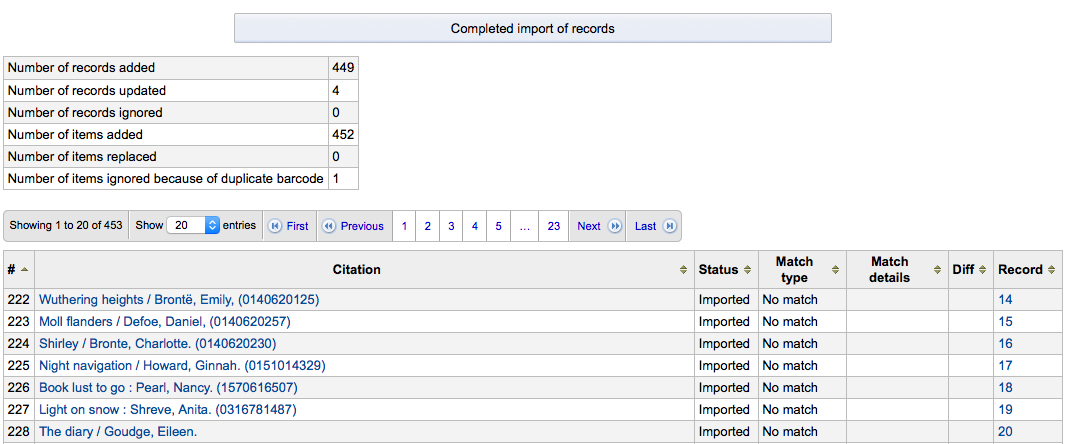 Completed import of records
Number of records added 449
Number of records updated 4
Number of records ignored 0
Number of items added 452
Number of items replaced 0
Number of items ignored because of duplicate barcode 1
Showing 1 to 20 of 453 Show 20 entries First Previous 1 2 3 4 5 ... 23 Next Last
# Citation Status Match type Match details Diff Record
222 Wuthering heights / Brontë, Emily, (0140620125) Imported No match 14
223 Moll flanders / Defoe, Daniel, (0140620257) Imported No match 15
224 Shirley / Bronte, Charlotte. (0140620230) Imported No match 16
225 Night navigation / Howard, Ginnah. (0151014329) Imported No match 17
226 Book lust to go : Pearl, Nancy. (1570616507) Imported No match 18
227 Light on snow : Shreve, Anita. (0316781487) Imported No match 19
228 The diary / Goudge, Eileen. Imported No match 20